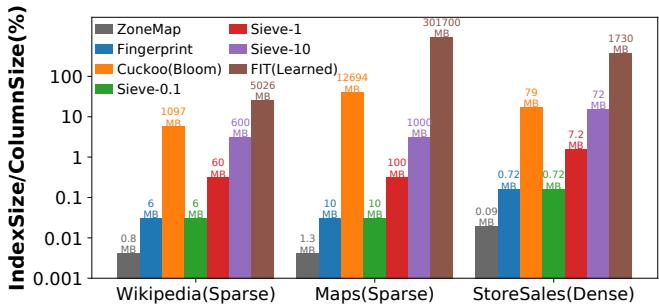 IndexSize/ColumnSize(%)
100
10
1
0.1
0.01
0.001
ZoneMap
Fingerprint
Cuckoo(Bloom)
Sieve-0.1
Sieve-1
Sieve-10
FIT(Learned)
0.8
MB
6
MB
1097
MB
6
MB
60
MB
600
MB
5026
MB
1.3
MB
10
MB
12694
MB
10
MB
100
MB
1000
MB
301700
MB
0.09
MB
0.72
MB
79
MB
0.72
MB
7.2
MB
72
MB
1730
MB
Wikipedia(Sparse)
Maps(Sparse)
StoreSales(Dense)